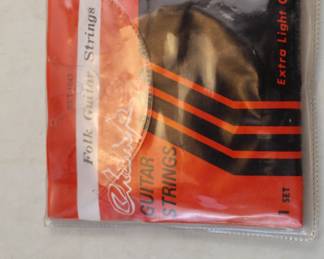 Folk Guitar Strings
GUITAR
STRINGS
Extra Light
1 SET